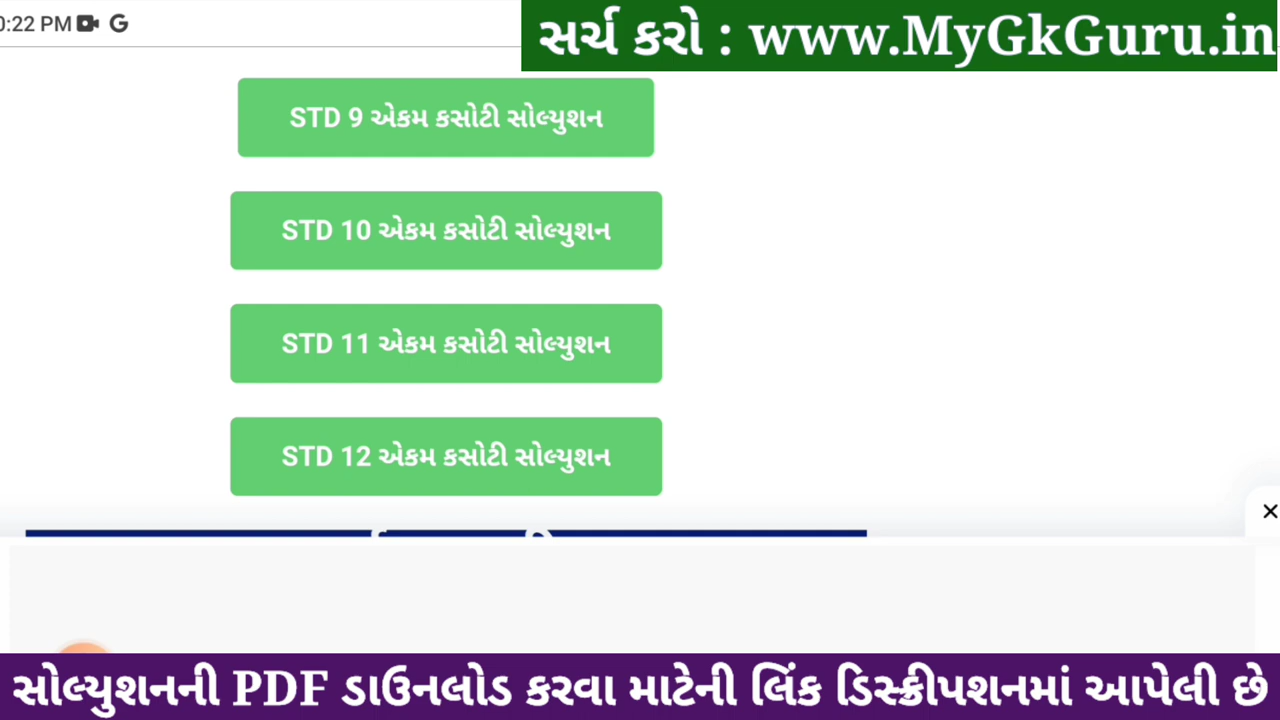 0:22 PM
સર્ચ કરો : www.MyGkGuru.in
STD 9 એકમ કસોટી સોલ્યુશન
STD 10 એકમ કસોટી સોલ્યુશન
STD 11 એકમ કસોટી સોલ્યુશન
STD 12 એકમ કસોટી સોલ્યુશન
સોલ્યુશનની PDF ડાઉનલોડ કરવા માટેની લિંક ડિસ્ક્રીપશનમાં આપેલી છે